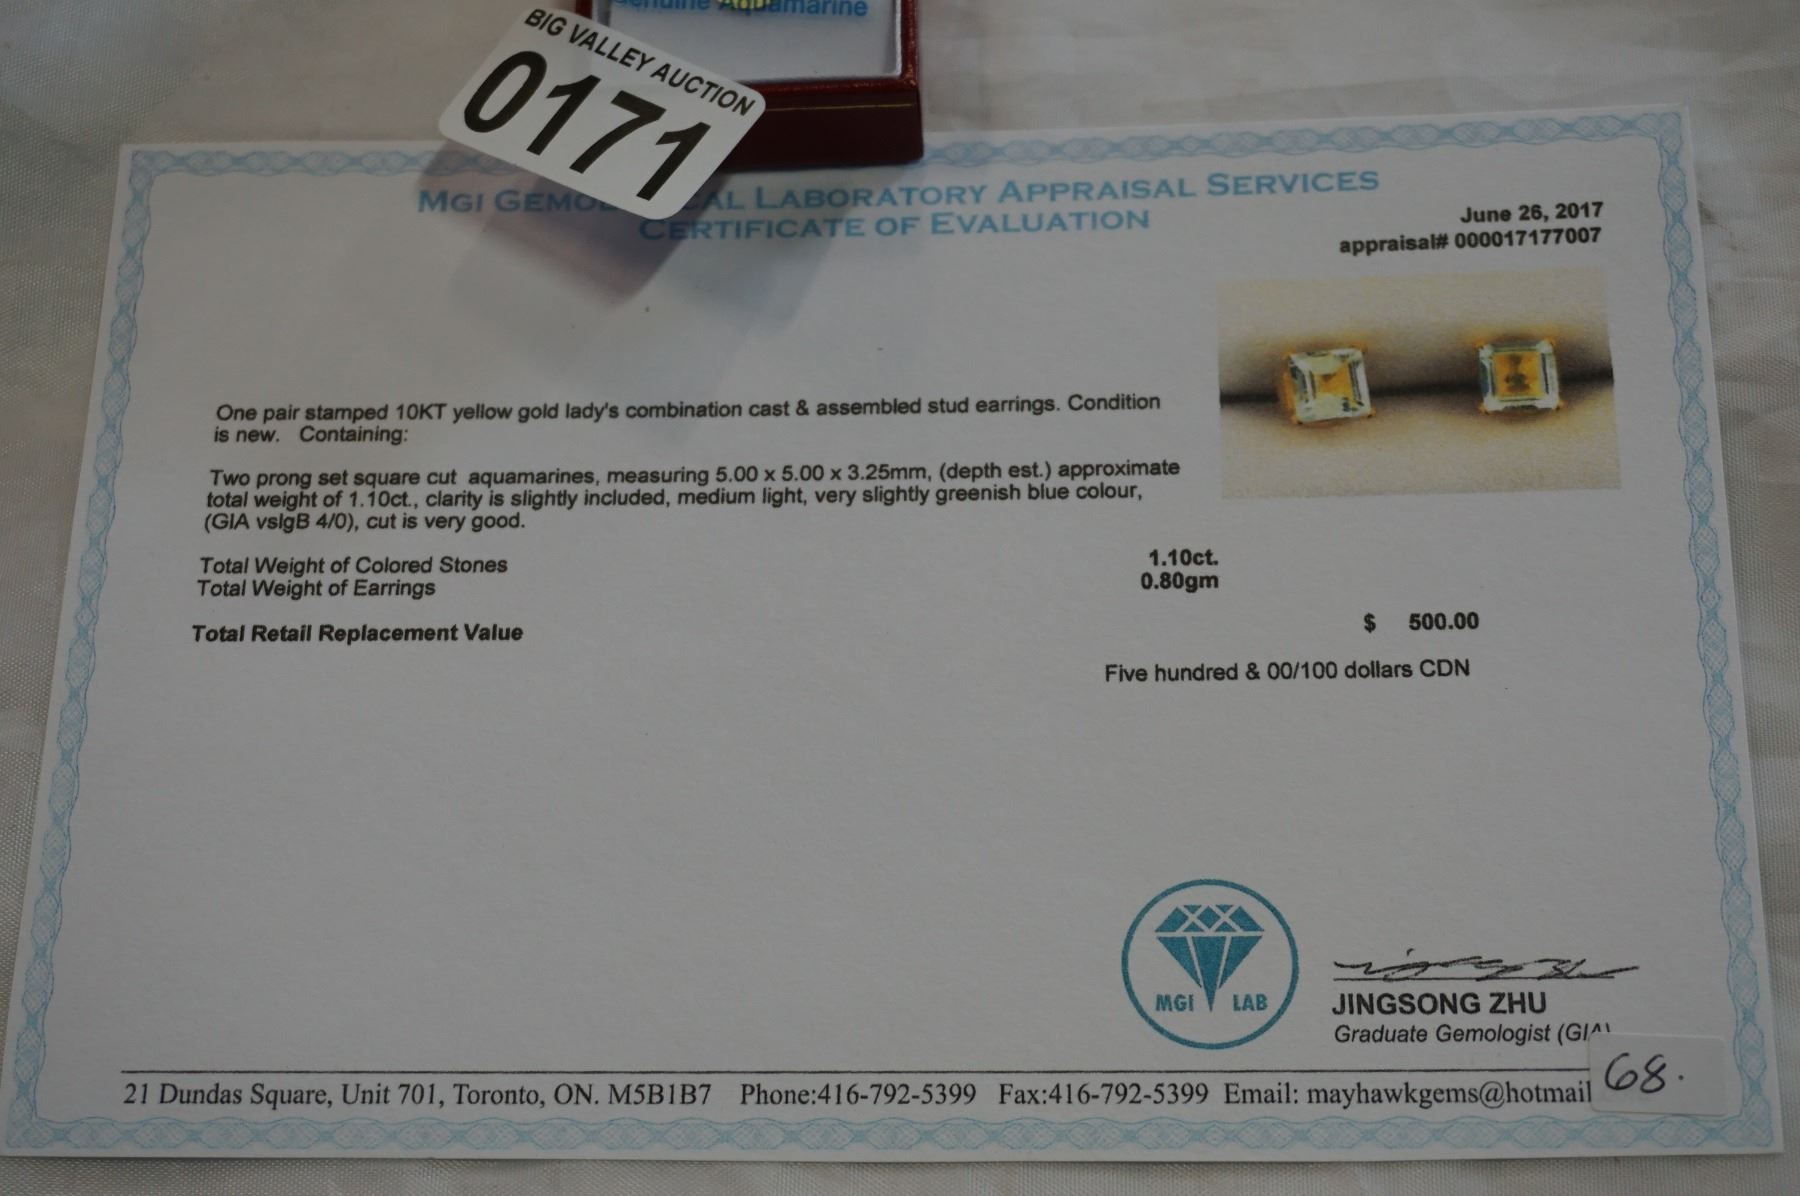 Genuine Aquamarine
BIG VALLEY AUCTION
0171
MGI LABORATORY APPRAISAL SERVICES
CERTIFICATE OF EVALUATION
June 26, 2017
appraisal# 000017177007
One pair stamped 10KT yellow gold lady's combination cast & assembled stud earrings. Condition
is new. Containing:
Two prong set square cut aquamarines, measuring 5.00 x 5.00 x 3.25mm, (depth est.) approximate
total weight of 1.10ct., clarity is slightly included, medium light, very slightly greenish blue colour,
(GIA vslgB 4/0), cut is very good.
Total Weight of Colored Stones 1.10ct.
Total Weight of Earrings 0.80gm
Total Retail Replacement Value $ 500.00
Five hundred & 00/100 dollars CDN
MGI LAB
JINGSONG ZHU
Graduate Gemologist (GIA)
21 Dundas Square, Unit 701, Toronto, ON. M5B1B7 Phone:416-792-5399 Fax:416-792-5399 Email: mayhawkgems@hotmail
68.